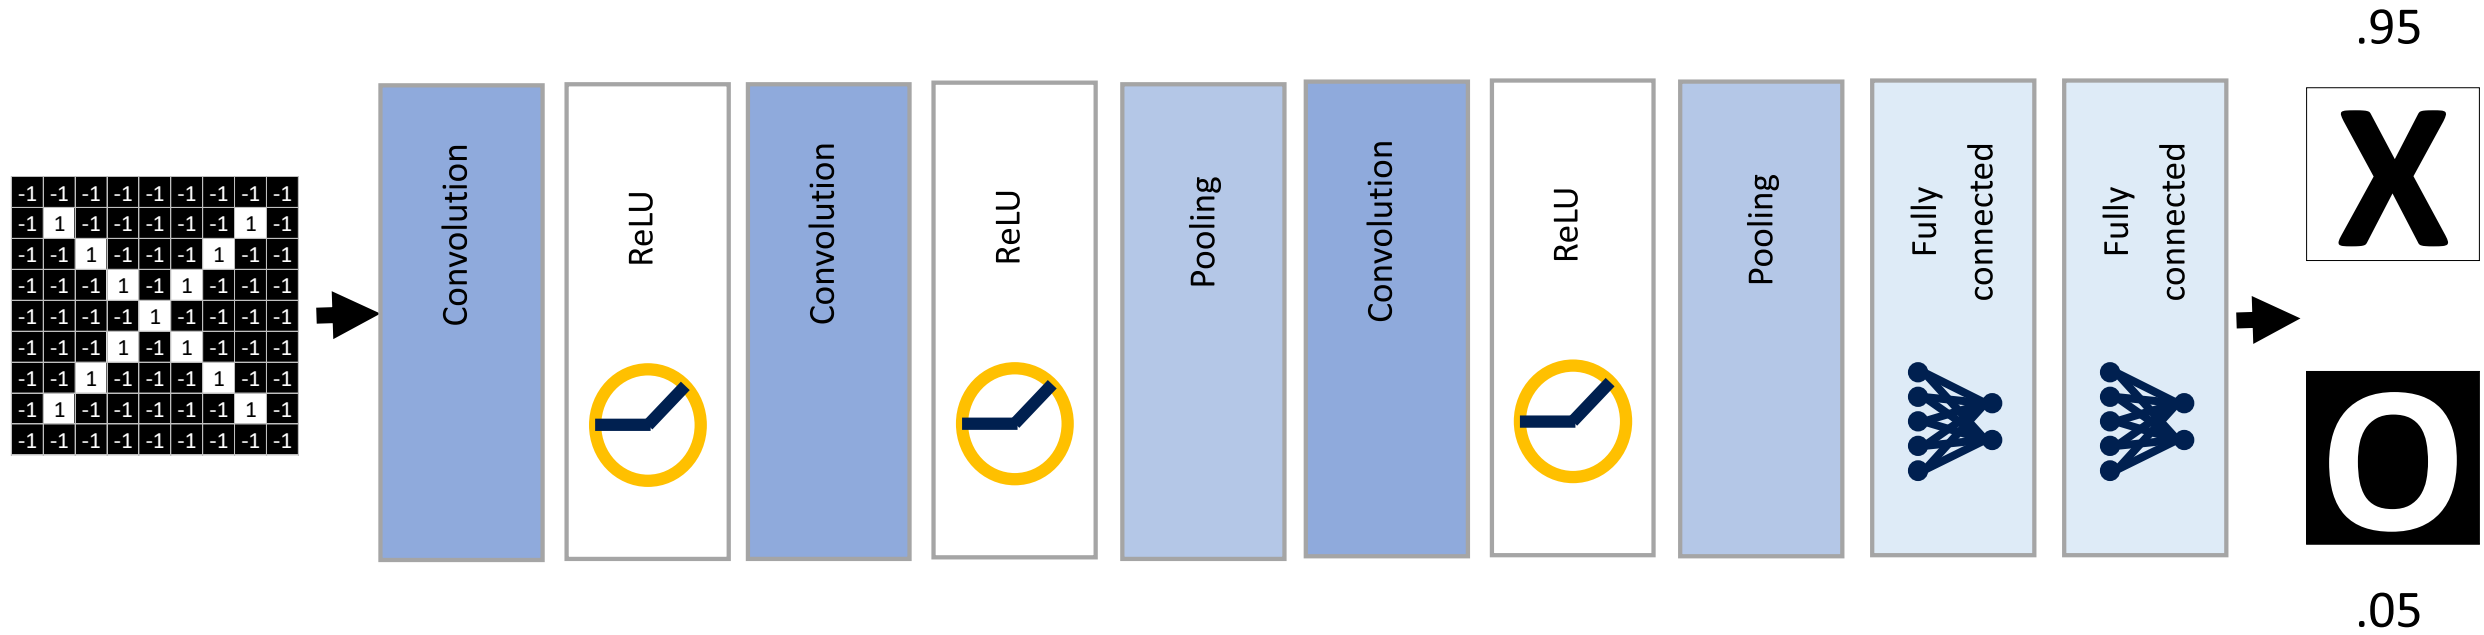 -1 -1 -1 -1 -1 -1 -1 -1 -1
-1 1 -1 -1 -1 -1 -1 1 -1
-1 -1 1 -1 -1 -1 1 -1 -1
-1 -1 -1 1 -1 1 -1 -1 -1
-1 -1 -1 -1 1 -1 -1 -1 -1
-1 -1 -1 1 -1 1 -1 -1 -1
-1 -1 1 -1 -1 -1 1 -1 -1
-1 1 -1 -1 -1 -1 -1 1 -1
-1 -1 -1 -1 -1 -1 -1 -1 -1
Convolution
ReLU
Convolution
ReLU
Pooling
Convolution
ReLU
Pooling
Fully
connected
Fully
connected
.95
X
O
.05